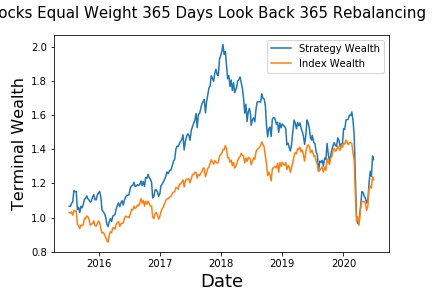 ocks Equal Weight 365 Days Look Back 365 Rebalancing
Strategy Wealth
Index Wealth
Terminal Wealth
2.0
1.8
1.6
1.4
1.2
1.0
0.8
2016 2017 2018 2019 2020
Date